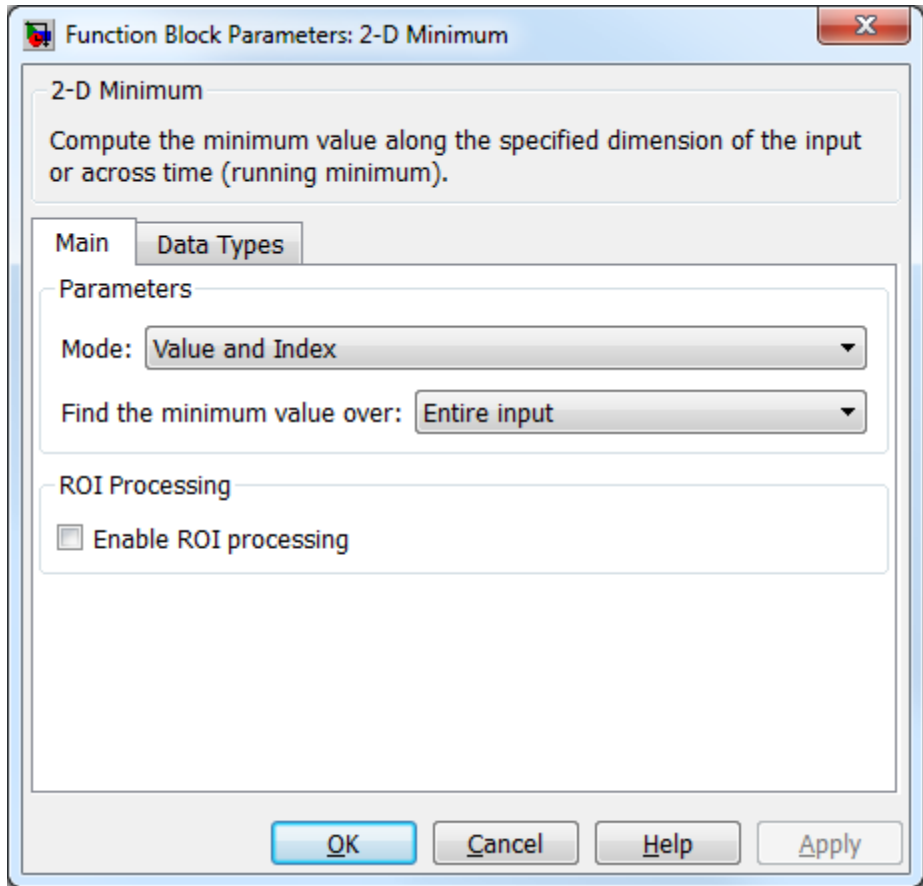 Function Block Parameters: 2-D Minimum
2-D Minimum
Compute the minimum value along the specified dimension of the input
or across time (running minimum).
Main Data Types
Parameters
Mode: Value and Index
Find the minimum value over: Entire input
ROI Processing
Enable ROI processing
OK Cancel Help Apply